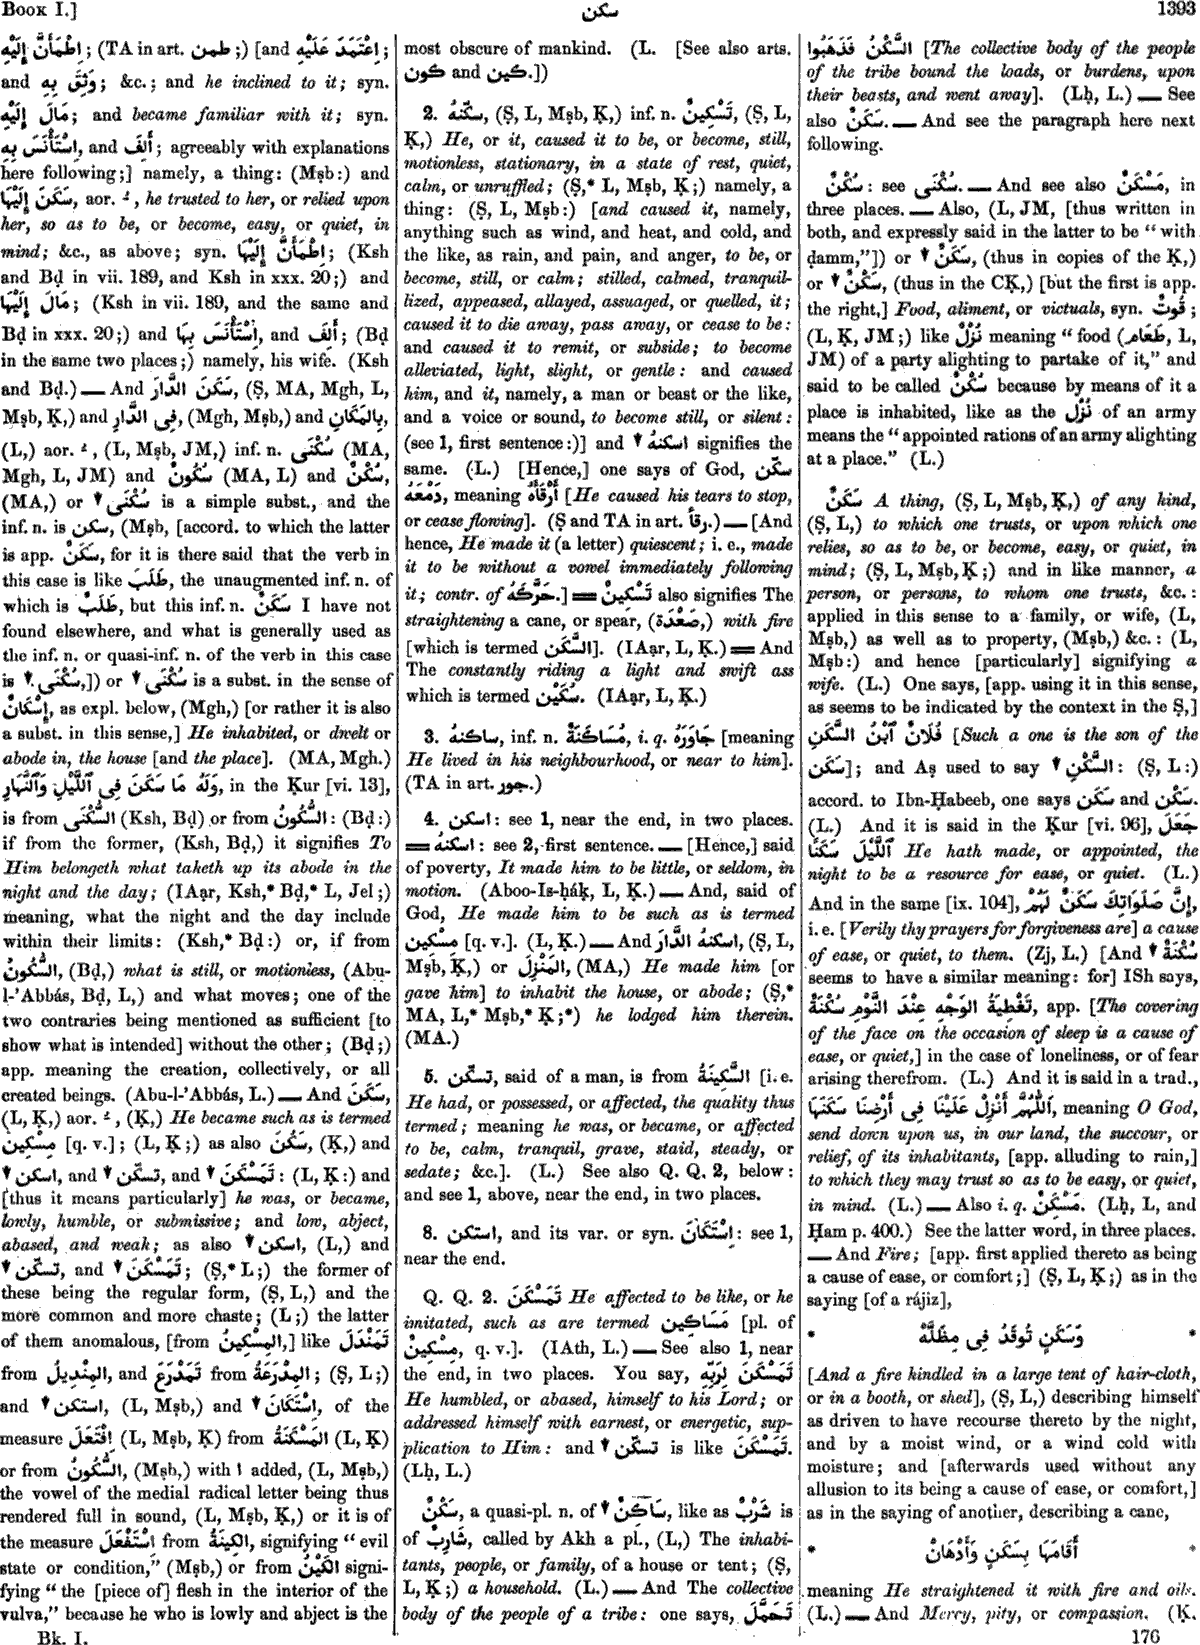 BOOK I.]
سكن
1393
اِطْمَأَنَّ إِلَيْهِ; (TA in art. طمن ;) [and اِعْتَمَدَ عَلَيْهِ;
and وَثِقَ بِهِ; &c.; and he inclined to it; syn.
مَالَ إِلَيْهِ; and became familiar with it; syn.
اِسْتَأْنَسَ بِهِ, and أَلِفَ; agreeably with explanations
here following;] namely, a thing: (Mṣb:) and
سَكَنَ إِلَيْهَا, aor. ـُ, he trusted to her, or relied upon
her, so as to be, or become, easy, or quiet, in
mind; &c., as above; syn. اِطْمَأَنَّ إِلَيْهَا; (Ksh
and Bḍ in vii. 189, and Ksh in xxx. 20;) and
مَالَ إِلَيْهَا; (Ksh in vii. 189, and the same and
Bḍ in xxx. 20;) and اِسْتَأْنَسَ بِهَا, and أَلِفَ; (Bḍ
in the same two places;) namely, his wife. (Ksh
and Bḍ.) — And سَكَنَ الدَّارَ, (Ṣ, MA, Mgh, L,
Mṣb, Ḳ,) and فِى الدَّارِ, (Mgh, Mṣb,) and بِالمَكَانِ,
(L,) aor. ـُ, (L, Mṣb, JM,) inf. n. سُكْنَى (MA,
Mgh, L, JM) and سُكُونٌ (MA, L) and سُكْنٌ,
(MA,) or ▼ سُكْنَى is a simple subst., and the
inf. n. is سكن, (Mṣb, [accord. to which the latter
is app. سَكَنٌ, for it is there said that the verb in
this case is like طَلَبَ, the unaugmented inf. n. of
which is طَلَبٌ, but this inf. n. سَكَنٌ I have not
found elsewhere, and what is generally used as
the inf. n. or quasi-inf. n. of the verb in this case
is ▼ سُكْنَى,]) or ▼ سُكْنَى is a subst. in the sense of
إِسْكَانٌ, as expl. below, (Mgh,) [or rather it is also
a subst. in this sense,] He inhabited, or dwelt or
abode in, the house [and the place]. (MA, Mgh.)
وَلَهُ مَا سَكَنَ فِى ٱللَّيْلِ وَٱلنَّهَارِ, in the Ḳur [vi. 13],
is from السُّكْنَى (Ksh, Bḍ) or from السُّكُونُ: (Bḍ:)
if from the former, (Ksh, Bḍ,) it signifies To
Him belongeth what taketh up its abode in the
night and the day; (IAạr, Ksh,* Bḍ,* L, Jel;)
meaning, what the night and the day include
within their limits: (Ksh,* Bḍ:) or, if from
السُّكُونُ, (Bḍ,) what is still, or motionless, (Abu-
l-'Abbás, Bḍ, L,) and what moves; one of the
two contraries being mentioned as sufficient [to
show what is intended] without the other; (Bḍ;)
app. meaning the creation, collectively, or all
created beings. (Abu-l-'Abbás, L.) — And سَكَنَ,
(L, Ḳ,) aor. ـُ, (Ḳ,) He became such as is termed
مِسْكِين [q. v.]; (L, Ḳ;) as also سَكُنَ, (Ḳ,) and
▼ اسكن, and ▼ تسكّن, and ▼ تَمَسْكَنَ: (L, Ḳ:) and
[thus it means particularly] he was, or became,
lowly, humble, or submissive; and low, abject,
abased, and weak; as also ▼ اسكن, (L,) and
▼ تسكّن, and ▼ تَمَسْكَنَ; (Ṣ,* L;) the former of
these being the regular form, (Ṣ, L,) and the
more common and more chaste; (L;) the latter
of them anomalous, [from المِسْكِينُ,] like تَمَنْدَلَ
from المِنْدِيلُ, and تَمَدْرَعَ from المِدْرَعَةُ; (Ṣ, L;)
and ▼ استكن, (L, Mṣb,) and ▼ اِسْتَكَانَ, of the
measure اِفْتَعَلَ (L, Mṣb, Ḳ) from المَسْكَنَةُ (L, Ḳ)
or from السُّكُونُ, (Mṣb,) with ا added, (L, Mṣb,)
the vowel of the medial radical letter being thus
rendered full in sound, (L, Mṣb, Ḳ,) or it is of
the measure اِسْتَفْعَلَ from الكِينَةُ, signifying “evil
state or condition,” (Mṣb,) or from الكَيْنُ signi-
fying “the [piece of] flesh in the interior of the
vulva,” because he who is lowly and abject is the
Bk. I.
most obscure of mankind. (L. [See also arts.
كون and كين.])
2. سكّنهُ, (Ṣ, L, Mṣb, Ḳ,) inf. n. تَسْكِينٌ, (Ṣ, L,
Ḳ,) He, or it, caused it to be, or become, still,
motionless, stationary, in a state of rest, quiet,
calm, or unruffled; (Ṣ,* L, Mṣb, Ḳ;) namely, a
thing: (Ṣ, L, Mṣb:) [and caused it, namely,
anything such as wind, and heat, and cold, and
the like, as rain, and pain, and anger, to be, or
become, still, or calm; stilled, calmed, tranquil-
lized, appeased, allayed, assuaged, or quelled, it;
caused it to die away, pass away, or cease to be:
and caused it to remit, or subside; to become
alleviated, light, slight, or gentle: and caused
him, and it, namely, a man or beast or the like,
and a voice or sound, to become still, or silent:
(see 1, first sentence:)] and ▼ اسكنهُ signifies the
same. (L.) [Hence,] one says of God, سكّن
دَمْعَهُ, meaning أَرْقَأَهُ [He caused his tears to stop,
or cease flowing]. (Ṣ and TA in art. رقأ.) — [And
hence, He made it (a letter) quiescent; i. e., made
it to be without a vowel immediately following
it; contr. of حَرَّكَهُ.] ═ تَسْكِينٌ also signifies The
straightening a cane, or spear, (صَعْدَة,) with fire
[which is termed السَّكَن]. (IAạr, L, Ḳ.) ═ And
The constantly riding a light and swift ass
which is termed سُكَيْن. (IAạr, L, Ḳ.)
3. ساكنهُ, inf. n. مُسَاكَنَةٌ, i. q. جَاوَرَهُ [meaning
He lived in his neighbourhood, or near to him].
(TA in art. جور.)
4. اسكن: see 1, near the end, in two places.
═ اسكنهُ: see 2, first sentence. — [Hence,] said
of poverty, It made him to be little, or seldom, in
motion. (Aboo-Is-ḥáḳ, L, Ḳ.) — And, said of
God, He made him to be such as is termed
مِسْكِين [q. v.]. (L, Ḳ.) — And اسكنهُ الدَّارَ, (Ṣ, L,
Mṣb, Ḳ,) or المَنْزِلَ, (MA,) He made him [or
gave him] to inhabit the house, or abode; (Ṣ,*
MA, L,* Mṣb,* Ḳ;*) he lodged him therein.
(MA.)
5. تسكّن, said of a man, is from السَّكِينَةُ [i. e.
He had, or possessed, or affected, the quality thus
termed; meaning he was, or became, or affected
to be, calm, tranquil, grave, staid, steady, or
sedate; &c.]. (L.) See also Q. Q. 2, below:
and see 1, above, near the end, in two places.
8. استكن, and its var. or syn. اِسْتَكَانَ: see 1,
near the end.
Q. Q. 2. تَمَسْكَنَ He affected to be like, or he
imitated, such as are termed مَسَاكِين [pl. of
مِسْكِينٌ, q. v.]. (IAth, L.) — See also 1, near
the end, in two places. You say, تَمَسْكَنَ لِرَبِّهِ
He humbled, or abased, himself to his Lord; or
addressed himself with earnest, or energetic, sup-
plication to Him: and ▼ تسكّن is like تَمَسْكَنَ.
(Lḥ, L.)
سَكْنٌ, a quasi-pl. n. of ▼ سَاكِنٌ, like as شَرْبٌ is
of شَارِبٌ, called by Akh a pl., (L,) The inhabi-
tants, people, or family, of a house or tent; (Ṣ,
L, Ḳ;) a household. (L.) — And The collective
body of the people of a tribe: one says, تَحَمَّلَ
السَّكْنُ فَذَهَبُوا [The collective body of the people
of the tribe bound the loads, or burdens, upon
their beasts, and went away]. (Lḥ, L.) — See
also سَكَنٌ. — And see the paragraph here next
following.
سُكْنٌ: see سُكْنَى. — And see also مَسْكَنٌ, in
three places. — Also, (L, JM, [thus written in
both, and expressly said in the latter to be “with
ḍamm,”]) or ▼ سَكَنٌ, (thus in copies of the Ḳ,)
or ▼ سَكْنٌ, (thus in the CḲ,) [but the first is app.
the right,] Food, aliment, or victuals, syn. قُوتٌ;
(L, Ḳ, JM;) like نُزْلٌ meaning “food (طَعَام, L,
JM) of a party alighting to partake of it,” and
said to be called سُكْنٌ because by means of it a
place is inhabited, like as the نُزْل of an army
means the “appointed rations of an army alighting
at a place.” (L.)
سَكَنٌ A thing, (Ṣ, L, Mṣb, Ḳ,) of any kind,
(Ṣ, L,) to which one trusts, or upon which one
relies, so as to be, or become, easy, or quiet, in
mind; (Ṣ, L, Mṣb, Ḳ;) and in like manner, a
person, or persons, to whom one trusts, &c.:
applied in this sense to a family, or wife, (L,
Mṣb,) as well as to property, (Mṣb,) &c.: (L,
Mṣb:) and hence [particularly] signifying a
wife. (L.) One says, [app. using it in this sense,
as seems to be indicated by the context in the Ṣ,]
فُلَانٌ ٱبْنُ السَّكَنِ [Such a one is the son of the
سَكَن]; and Aṣ used to say ▼ السَّكْنِ: (Ṣ, L:)
accord. to Ibn-Ḥabeeb, one says سَكَن and سَكْن.
(L.) And it is said in the Ḳur [vi. 96], جَعَلَ
ٱللَّيْلَ سَكَنًا He hath made, or appointed, the
night to be a resource for ease, or quiet. (L.)
And in the same [ix. 104], إِنَّ صَلَوَاتِكَ سَكَنٌ لَهُمْ,
i. e. [Verily thy prayers for forgiveness are] a cause
of ease, or quiet, to them. (Zj, L.) [And ▼ سُكْنَةٌ
seems to have a similar meaning: for] ISh says,
تَغْطِيَةُ الوَجْهِ عِنْدَ النَّوْمِ سُكْنَةٌ, app. [The covering
of the face on the occasion of sleep is a cause of
ease, or quiet,] in the case of loneliness, or of fear
arising therefrom. (L.) And it is said in a trad.,
اَللّٰهُمَّ أَنْزِلْ عَلَيْنَا فِى أَرْضِنَا سَكَنَهَا, meaning O God,
send down upon us, in our land, the succour, or
relief, of its inhabitants, [app. alluding to rain,]
to which they may trust so as to be easy, or quiet,
in mind. (L.) — Also i. q. مَسْكَنٌ. (Lḥ, L, and
Ḥam p. 400.) See the latter word, in three places.
— And Fire; [app. first applied thereto as being
a cause of ease, or comfort;] (Ṣ, L, Ḳ;) as in the
saying [of a rájiz],
* وَسَكَنٍ تُوقَدُ فِى مِظَلَّهْ *
[And a fire kindled in a large tent of hair-cloth,
or in a booth, or shed], (Ṣ, L,) describing himself
as driven to have recourse thereto by the night,
and by a moist wind, or a wind cold with
moisture; and [afterwards used without any
allusion to its being a cause of ease, or comfort,]
as in the saying of another, describing a cane,
* أَقَامَهَا بِسَكَنٍ وَأَدْهَانْ *
meaning He straightened it with fire and oils.
(L.) — And Mercy, pity, or compassion. (Ḳ.
176